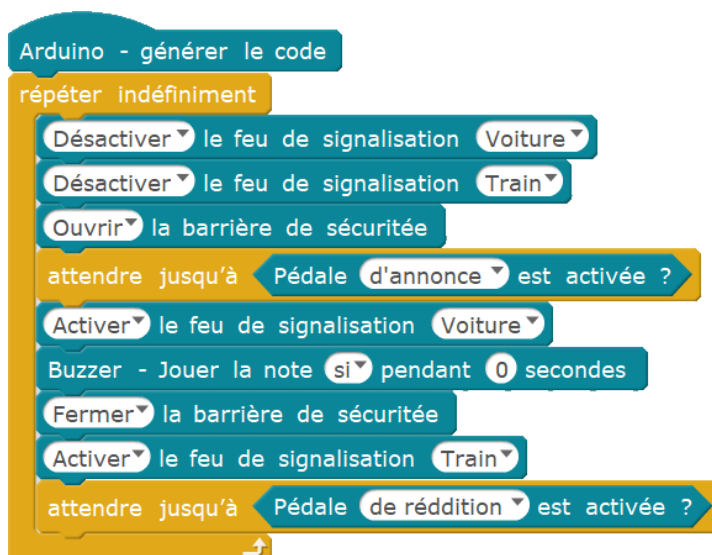 Arduino - générer le code
répéter indéfiniment
Désactiver le feu de signalisation Voiture
Désactiver le feu de signalisation Train
Ouvrir la barrière de sécuritée
attendre jusqu'à Pédale d'annonce est activée ?
Activer le feu de signalisation Voiture
Buzzer - Jouer la note si pendant 0 secondes
Fermer la barrière de sécuritée
Activer le feu de signalisation Train
attendre jusqu'à Pédale de réddition est activée ?